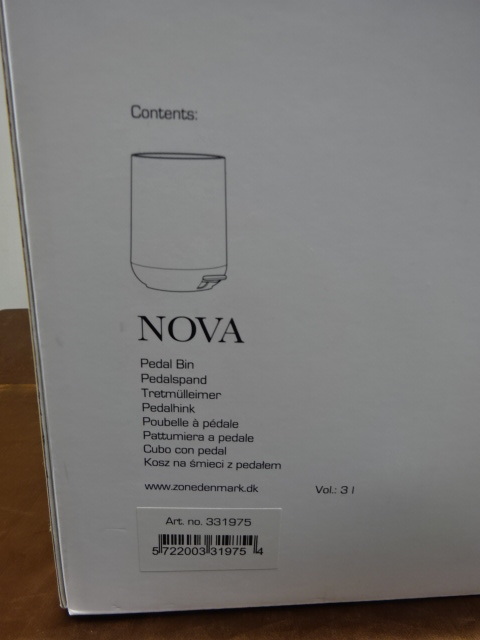 Contents:
NOVA
Pedal Bin
Pedalspand
Tretmülleimer
Pedalhink
Poubelle à pédale
Pattumiera a pedale
Cubo con pedal
Kosz na śmieci z pedałem
www.zonedenmark.dk
Vol.: 3 l
Art. no. 331975
5 722003 331975 4